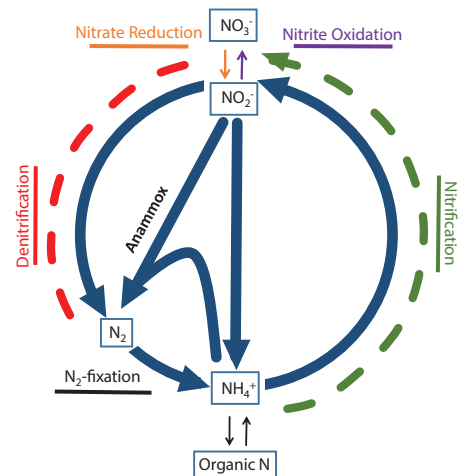 NO₃⁻
Nitrate Reduction
Nitrite Oxidation
NO₂⁻
Denitrification
Anammox
Nitrification
N₂
N₂-fixation
NH₄⁺
Organic N